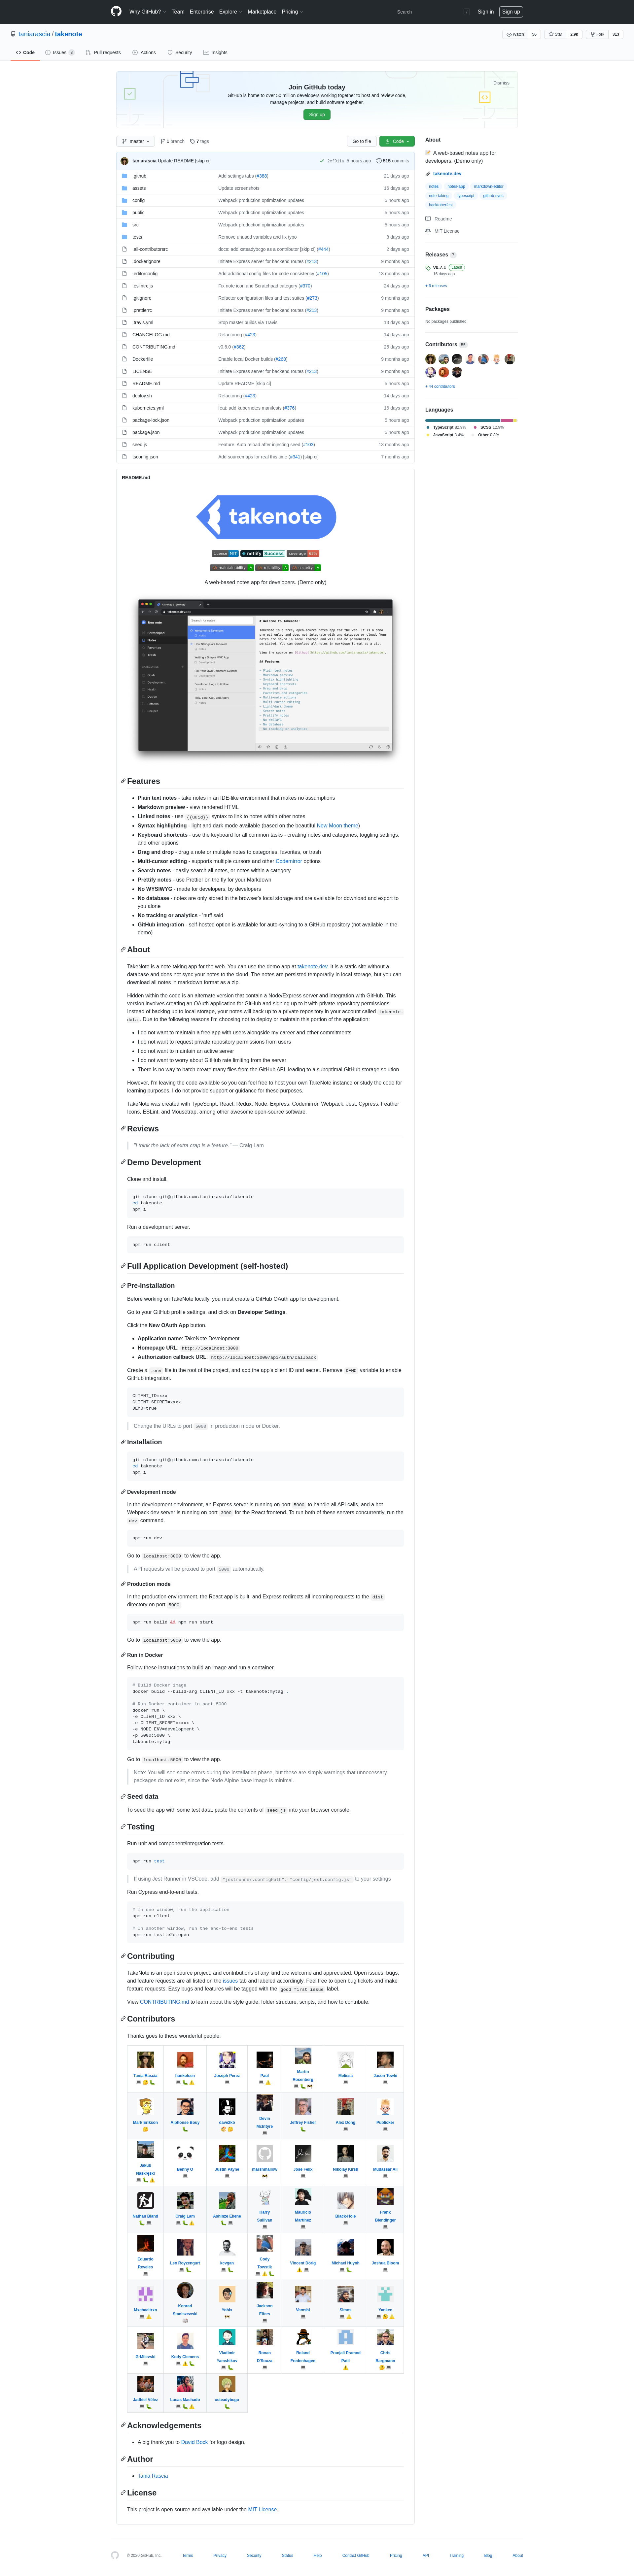 Why GitHub? Team Enterprise Explore Marketplace Pricing Search / Sign in Sign up
taniarascia / takenote
Watch 56 Star 2.9k Fork 313
Code Issues 3 Pull requests Actions Security Insights
Join GitHub today
Dismiss
GitHub is home to over 50 million developers working together to host and review code,
manage projects, and build software together.
Sign up
master 1 branch 7 tags Go to file Code
taniarascia Update README [skip ci] 5 hours ago 515 commits
.github Add settings tabs (#388) 21 days ago
assets Update screenshots 16 days ago
config Webpack production optimization updates 5 hours ago
public Webpack production optimization updates 5 hours ago
src Webpack production optimization updates 5 hours ago
tests Remove unused variables and fix typo 6 days ago
.all-contributorsrc docs: add osteady6cgo as a contributor [skip ci] (#444) 2 days ago
.dockerignore Initiate Express server for backend routes (#213) 9 months ago
.editorconfig Add additional config files for code consistency (#105) 13 months ago
.eslintrc.js Fix note icon and Scratchpad category (#370) 24 days ago
.gitignore Refactor configuration files and test suites (#273) 9 months ago
.prettierrc Initiate Express server for backend routes (#213) 9 months ago
.travis.yml Stop master builds via Travis 13 days ago
CHANGELOG.md Refactoring (#423) 14 days ago
CONTRIBUTING.md v0.6.0 (#362) 25 days ago
Dockerfile Enable local Docker builds (#268) 9 months ago
LICENSE Initiate Express server for backend routes (#213) 9 months ago
README.md Update README [skip ci] 5 hours ago
deploy.sh Refactoring (#423) 14 days ago
kubernetes.yml feat: add kubernetes manifests (#376) 16 days ago
package-lock.json Webpack production optimization updates 5 hours ago
package.json Webpack production optimization updates 5 hours ago
seed.js Feature: Auto reload after injecting seed (#103) 13 months ago
tsconfig.json Add sourcemaps for real this time (#341) [skip ci] 7 months ago
About
A web-based notes app for
developers. (Demo only)
takenote.dev
notes notes-app markdown-editor
note-taking typescript github-sync
hacktoberfest
Readme
MIT License
Releases 7
v0.7.1 Latest
16 days ago
+ 6 releases
Packages
No packages published
Contributors 55
+ 44 contributors
Languages
TypeScript 82.8% SCSS 12.9%
JavaScript 3.4% Other 0.9%
README.md
takenote
License MIT netlify Success
maintainability A reliability A security A
A web-based notes app for developers. (Demo only)
Features
Plain text notes - take notes in an IDE-like environment that makes no assumptions
Markdown preview - view rendered HTML
Linked notes - use {{uuid}} syntax to link to notes within other notes
Syntax highlighting - light and dark mode available (based on the beautiful New Moon theme)
Keyboard shortcuts - use the keyboard for all common tasks - creating notes and categories, toggling settings,
and other options
Drag and drop - drag a note or multiple notes to categories, favorites, or trash
Multi-cursor editing - supports multiple cursors and other Codemirror options
Search notes - easily search all notes, or notes within a category
Prettify notes - use Prettier on the fly for your Markdown
No WYSIWYG - made for developers, by developers
No database - notes are only stored in the browser's local storage and are available for download and export to
you alone
No tracking or analytics - 'nuff said
GitHub integration - self-hosted option is available for auto-syncing to a GitHub repository (not available in the
demo)
About
TakeNote is a note-taking app for the web. You can use the demo app at takenote.dev. It is a static site without a
database and does not sync your notes to the cloud. The notes are persisted temporarily in local storage, but you can
download all notes in markdown format as a zip.
Hidden within the code is an alternate version that contain a Node/Express server and integration with GitHub. This
version involves creating an OAuth application for GitHub and signing up to it with private repository permissions.
Instead of backing up to local storage, your notes will back up to a private repository in your account called takenote-
data . Due to the following reasons I'm choosing not to deploy or maintain this portion of the application:
I do not want to maintain a free app with users alongside my career and other commitments
I do not want to request private repository permissions from users
I do not want to maintain an active server
I do not want to worry about GitHub rate limiting from the server
There is no way to batch create many files from the GitHub API, leading to a suboptimal GitHub storage solution
However, I'm leaving the code available so you can feel free to host your own TakeNote instance or study the code for
learning purposes. I do not provide support or guidance for these purposes.
TakeNote was created with TypeScript, React, Redux, Node, Express, Codemirror, Webpack, Jest, Cypress, Feather
Icons, ESLint, and Mousetrap, among other awesome open-source software.
Reviews
"I think the lack of extra crap is a feature." — Craig Lam
Demo Development
Clone and install.
git clone git@github.com:taniarascia/takenote
cd takenote
npm i
Run a development server.
npm run client
Full Application Development (self-hosted)
Pre-Installation
Before working on TakeNote locally, you must create a GitHub OAuth app for development.
Go to your GitHub profile settings, and click on Developer Settings.
Click the New OAuth App button.
Application name: TakeNote Development
Homepage URL: http://localhost:3000
Authorization callback URL: http://localhost:3000/api/auth/callback
Create a .env file in the root of the project, and add the app's client ID and secret. Remove DEMO variable to enable
GitHub integration.
CLIENT_ID=xxx
CLIENT_SECRET=xxxx
DEMO=true
Change the URLs to port 5000 in production mode or Docker.
Installation
git clone git@github.com:taniarascia/takenote
cd takenote
npm i
Development mode
In the development environment, an Express server is running on port 5000 to handle all API calls, and a hot
Webpack dev server is running on port 3000 for the React frontend. To run both of these servers concurrently, run the
dev command.
npm run dev
Go to localhost:3000 to view the app.
API requests will be proxied to port 5000 automatically.
Production mode
In the production environment, the React app is built, and Express redirects all incoming requests to the dist
directory on port 5000 .
npm run build && npm run start
Go to localhost:5000 to view the app.
Run in Docker
Follow these instructions to build an image and run a container.
# Build Docker image
docker build --build-arg CLIENT_ID=xxx -t takenote:mytag .
# Run Docker container in port 5000
docker run \
-e CLIENT_ID=xxx \
-e CLIENT_SECRET=xxxx \
-e NODE_ENV=development \
-p 5000:5000 \
takenote:mytag
Go to localhost:5000 to view the app.
Note: You will see some errors during the installation phase, but these are simply warnings that unnecessary
packages do not exist, since the Node Alpine base image is minimal.
Seed data
To seed the app with some test data, paste the contents of seed.js into your browser console.
Testing
Run unit and component/integration tests.
npm run test
If using Jest Runner in VSCode, add "jestrunner.configPath": "config/jest.config.js" to your settings
Run Cypress end-to-end tests.
# In one window, run the application
npm run client
# In another window, run the end-to-end tests
npm run test:e2e:open
Contributing
TakeNote is an open source project, and contributions of any kind are welcome and appreciated. Open issues, bugs,
and feature requests are all listed on the issues tab and labeled accordingly. Feel free to open bug tickets and make
feature requests. Easy bugs and features will be tagged with the good first issue label.
View CONTRIBUTING.md to learn about the style guide, folder structure, scripts, and how to contribute.
Contributors
Thanks goes to these wonderful people:
Tania Rascia hankolsen Joseph Perez Paul Martin Rosenberg Melissa Jason Towle
Mark Erikson Alphonse Bouy dave2kb Devin McIntyre Jeffrey Fisher Alex Dong Publicker
Jakub Naskręski Benny O Justin Payne marshmallow Jose Felix Nikolay Kirsh Mudassar Ali
Nathan Bland Craig Lam Ashinze Ekene Harry Sullivan Mauricio Martinez Black-Hole Frank Blendinger
Eduardo Reveles Leo Royzengurt kcvgan Cody Towstik Vincent Dörig Michael Huynh Joshua Bloom
Mxchaeltrxn Konrad Staniszewski Yohix Jackson Elfers Vamshi Simas Yankee
G-Milevski Kody Clemens Vladimir Yamshikov Ronan D'Souza Roland Fredenhagen Pranjali Pramod Patil Chris Bargmann
Jadhiel Vélez Lucas Machado osteady6cgo
Acknowledgements
A big thank you to David Bock for logo design.
Author
Tania Rascia
License
This project is open source and available under the MIT License.
© 2020 GitHub, Inc. Terms Privacy Security Status Help Contact GitHub Pricing API Training Blog About